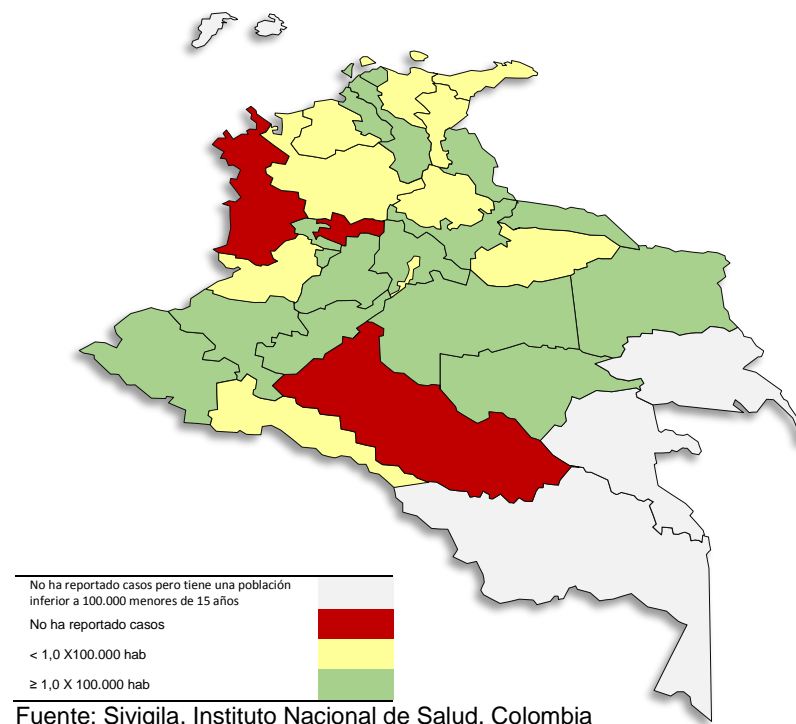 No ha reportado casos pero tiene una población
inferior a 100.000 menores de 15 años
No ha reportado casos
< 1,0 X100.000 hab
≥ 1,0 X 100.000 hab
Fuente: Sivigila, Instituto Nacional de Salud, Colombia